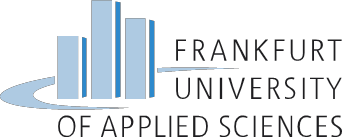 FRANKFURT
UNIVERSITY
OF APPLIED SCIENCES